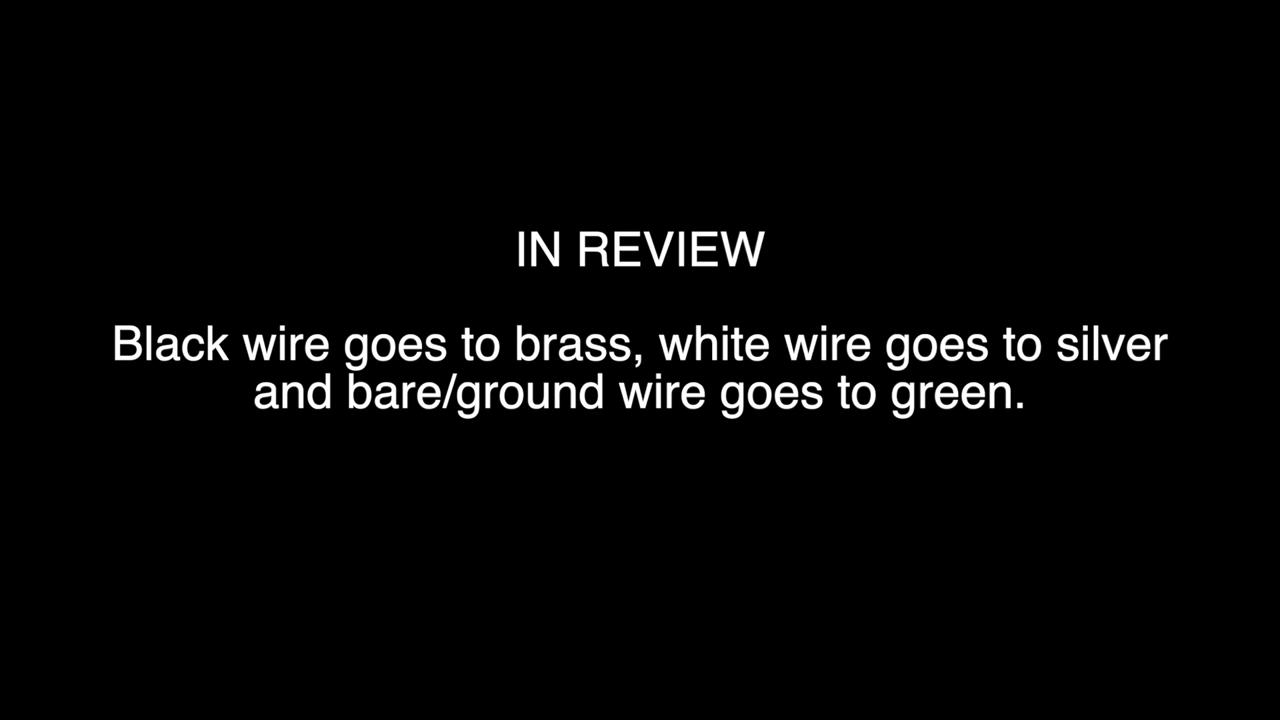 IN REVIEW
Black wire goes to brass, white wire goes to silver
and bare/ground wire goes to green.